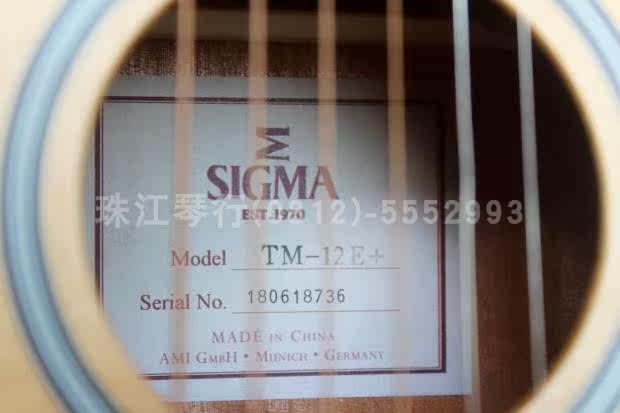 M
SIGMA
EST.1970
珠江琴行(0312)-5552993
Model TM-12E+
Serial No. 180618736
MADE IN CHINA
AMI GMBH • MUNICH • GERMANY